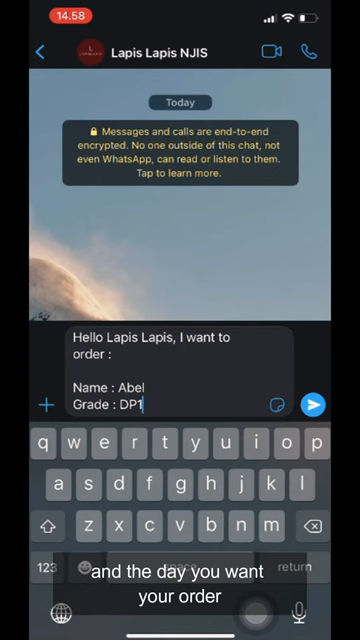 14.58
Lapis Lapis NJIS
Today
Messages and calls are end-to-end
encrypted. No one outside of this chat, not
even WhatsApp, can read or listen to them.
Tap to learn more.
Hello Lapis Lapis, I want to
order :
Name : Abel
Grade : DP1
q w e r t y u i o p
a s d f g h j k l
z x c v b n m
123 space return
and the day you want
your order